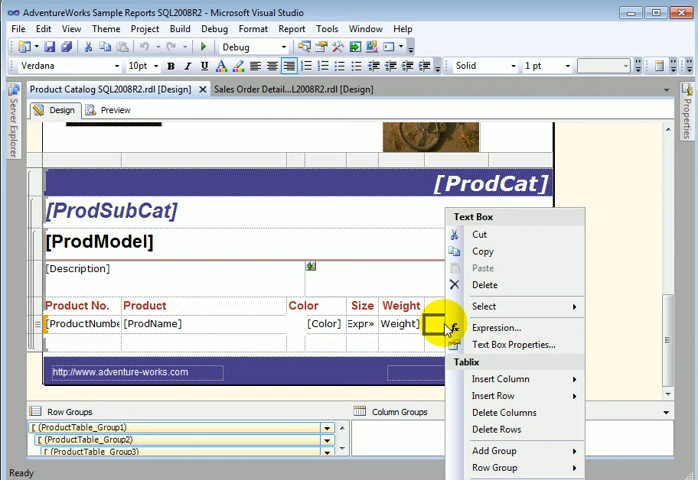 AdventureWorks Sample Reports SQL2008R2 - Microsoft Visual Studio
File Edit View Project Build Debug Format Report Tools Window Help
Debug
Verdana 10pt B I U A Solid 1 pt
Product Catalog SQL2008R2.rdl [Design] Sales Order Detail...L2008R2.rdl [Design]
Server Explorer
Properties
Design Preview
[ProdCat]
[ProdSubCat]
[ProdModel]
[Description]
Product No. Product Color Size Weight
[ProductNumbe [ProdName] [Color] Expr» Weight]
http://www.adventure-works.com
Text Box
Cut
Copy
Paste
Delete
Select
fx Expression...
Text Box Properties...
Tablix
Insert Column
Insert Row
Delete Columns
Delete Rows
Add Group
Row Group
Row Groups Column Groups
[ (ProductTable_Group1)
[ (ProductTable_Group2)
[ (ProductTable_Group3)
Ready